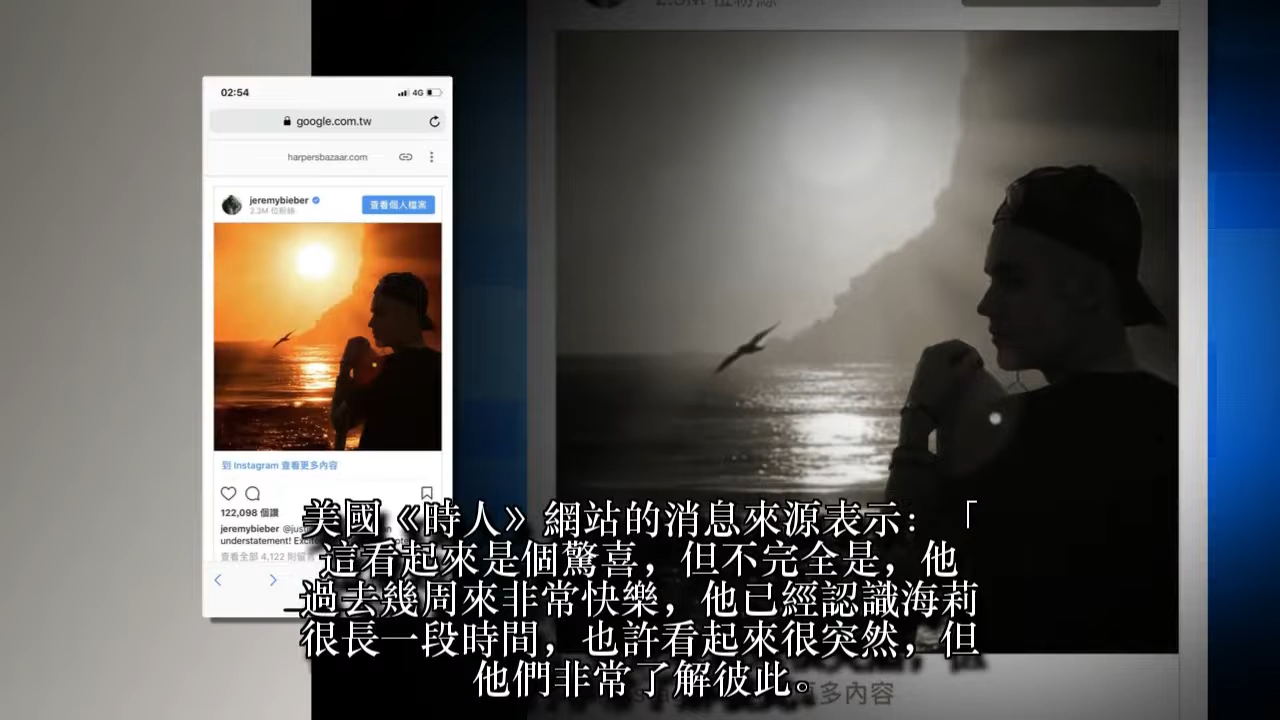 02:54
4G
google.com.tw
harpersbazaar.com
jeremybieber
2.3M 位粉絲
查看個人檔案
到 Instagram 查看更多內容
122,098 個讚
jeremybieber
understatement!
查看全部 4,122 則留言
美國《時人》網站的消息來源表示：「
這看起來是個驚喜，但不完全是，他
過去幾周來非常快樂，他已經認識海莉
很長一段時間，也許看起來很突然，但
他們非常了解彼此。
多內容